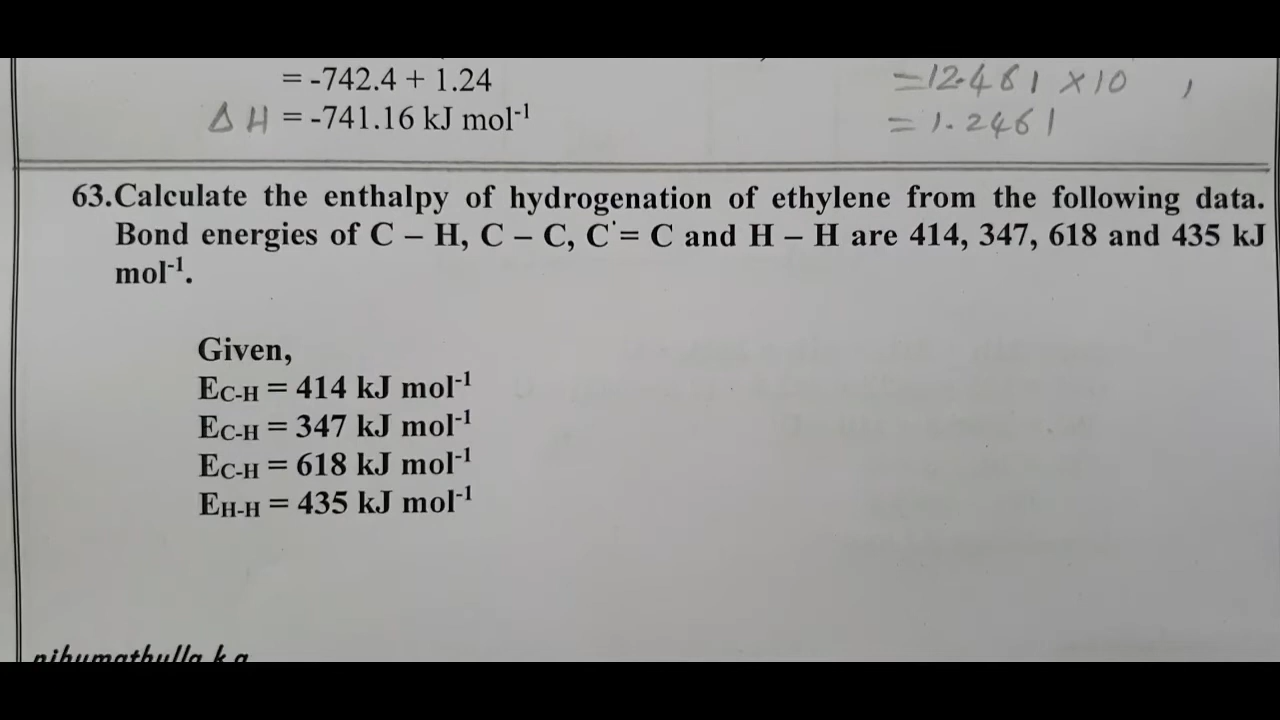 = -742.4 + 1.24
Δ H = -741.16 kJ mol-1
=12.461 x 10 ,
= 1.2461
63.Calculate the enthalpy of hydrogenation of ethylene from the following data.
Bond energies of C – H, C – C, C = C and H – H are 414, 347, 618 and 435 kJ
mol-1.
Given,
EC-H = 414 kJ mol-1
EC-H = 347 kJ mol-1
EC-H = 618 kJ mol-1
EH-H = 435 kJ mol-1
nihumathulla k a